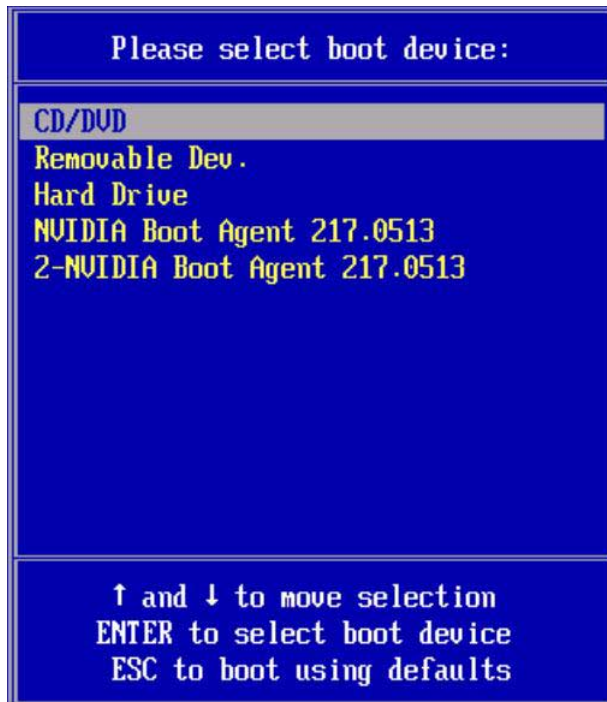 Please select boot device:
CD/DVD
Removable Dev.
Hard Drive
NVIDIA Boot Agent 217.0513
2-NVIDIA Boot Agent 217.0513
↑ and ↓ to move selection
ENTER to select boot device
ESC to boot using defaults